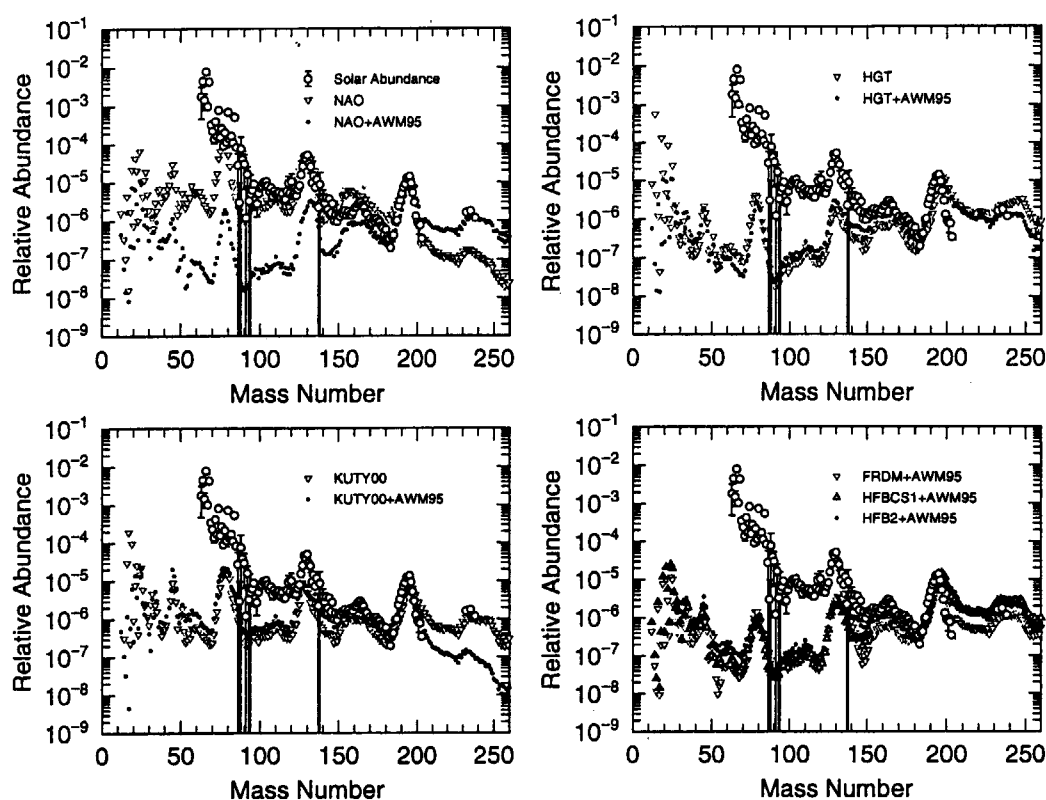 10⁻¹
10⁻²
10⁻³
10⁻⁴
10⁻⁵
10⁻⁶
10⁻⁷
10⁻⁸
10⁻⁹
Relative Abundance
Solar Abundance
NAO
NAO+AWM95
0 50 100 150 200 250
Mass Number
10⁻¹
10⁻²
10⁻³
10⁻⁴
10⁻⁵
10⁻⁶
10⁻⁷
10⁻⁸
10⁻⁹
Relative Abundance
HGT
HGT+AWM95
0 50 100 150 200 250
Mass Number
10⁻¹
10⁻²
10⁻³
10⁻⁴
10⁻⁵
10⁻⁶
10⁻⁷
10⁻⁸
10⁻⁹
Relative Abundance
KUTY00
KUTY00+AWM95
0 50 100 150 200 250
Mass Number
10⁻¹
10⁻²
10⁻³
10⁻⁴
10⁻⁵
10⁻⁶
10⁻⁷
10⁻⁸
10⁻⁹
Relative Abundance
FRDM+AWM95
HFBCS1+AWM95
HFB2+AWM95
0 50 100 150 200 250
Mass Number